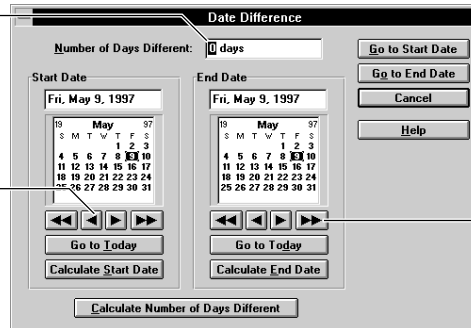 Date Difference
Number of Days Different: 0 days
Go to Start Date
Go to End Date
Cancel
Help
Start Date
Fri, May 9, 1997
19 May 97
S M T W T F S
1 2 3
4 5 6 7 8 9 10
11 12 13 14 15 16 17
18 19 20 21 22 23 24
25 26 27 28 29 30 31
Go to Today
Calculate Start Date
End Date
Fri, May 9, 1997
19 May 97
S M T W T F S
1 2 3
4 5 6 7 8 9 10
11 12 13 14 15 16 17
18 19 20 21 22 23 24
25 26 27 28 29 30 31
Go to Today
Calculate End Date
Calculate Number of Days Different